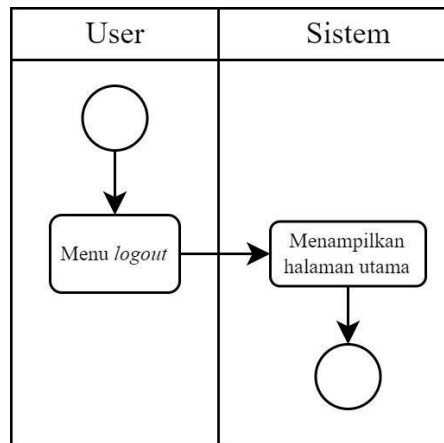 User
Sistem
Menu logout
Menampilkan
halaman utama